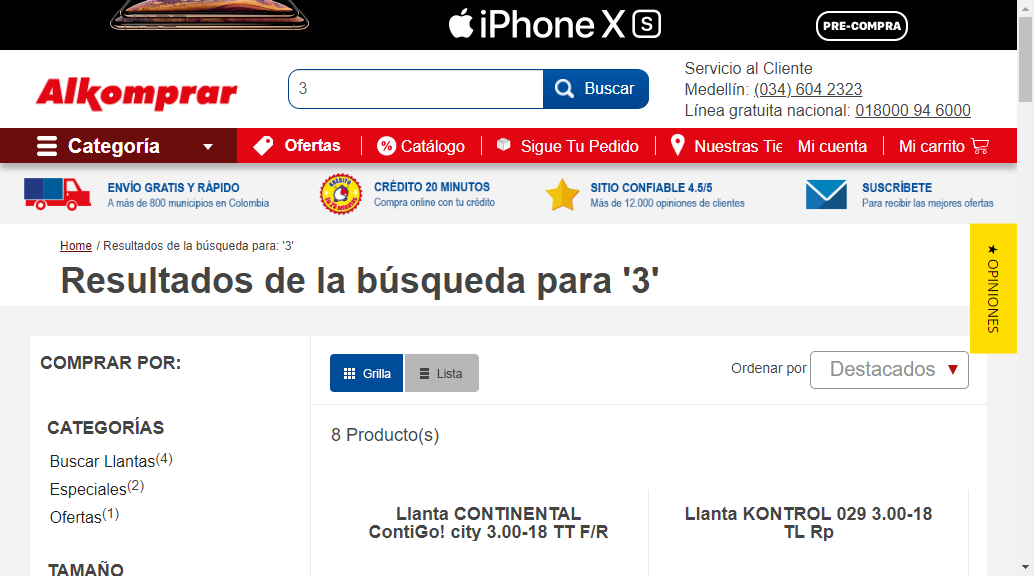 iPhone XS
PRE-COMPRA
Alkomprar
3
Buscar
Servicio al Cliente
Medellín: (034) 604 2323
Línea gratuita nacional: 018000 94 6000
Categoría
Ofertas
% Catálogo
Sigue Tu Pedido
Nuestras Tie
Mi cuenta
Mi carrito
ENVÍO GRATIS Y RÁPIDO
A más de 800 municipios en Colombia
CRÉDITO 20 MINUTOS
Compra online con tu crédito
SITIO CONFIABLE 4.5/5
Más de 12.000 opiniones de clientes
SUSCRÍBETE
Para recibir las mejores ofertas
Home / Resultados de la búsqueda para: '3'
Resultados de la búsqueda para '3'
★ OPINIONES
COMPRAR POR:
Grilla
Lista
Ordenar por
Destacados
8 Producto(s)
CATEGORÍAS
Buscar Llantas(4)
Especiales(2)
Ofertas(1)
TAMAÑO
Llanta CONTINENTAL
ContiGo! city 3.00-18 TT F/R
Llanta KONTROL 029 3.00-18
TL Rp